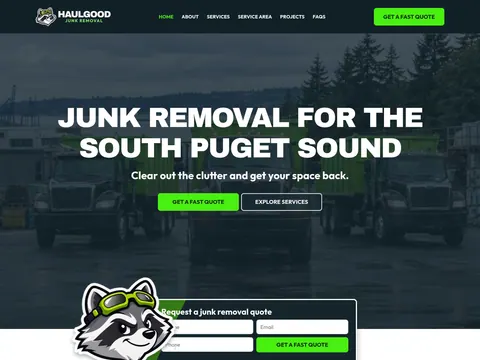 HAULGOOD
JUNK REMOVAL
HOME ABOUT SERVICES SERVICE AREA PROJECTS FAQS
GET A FAST QUOTE
JUNK REMOVAL FOR THE
SOUTH PUGET SOUND
Clear out the clutter and get your space back.
GET A FAST QUOTE EXPLORE SERVICES
Request a junk removal quote
Email
GET A FAST QUOTE